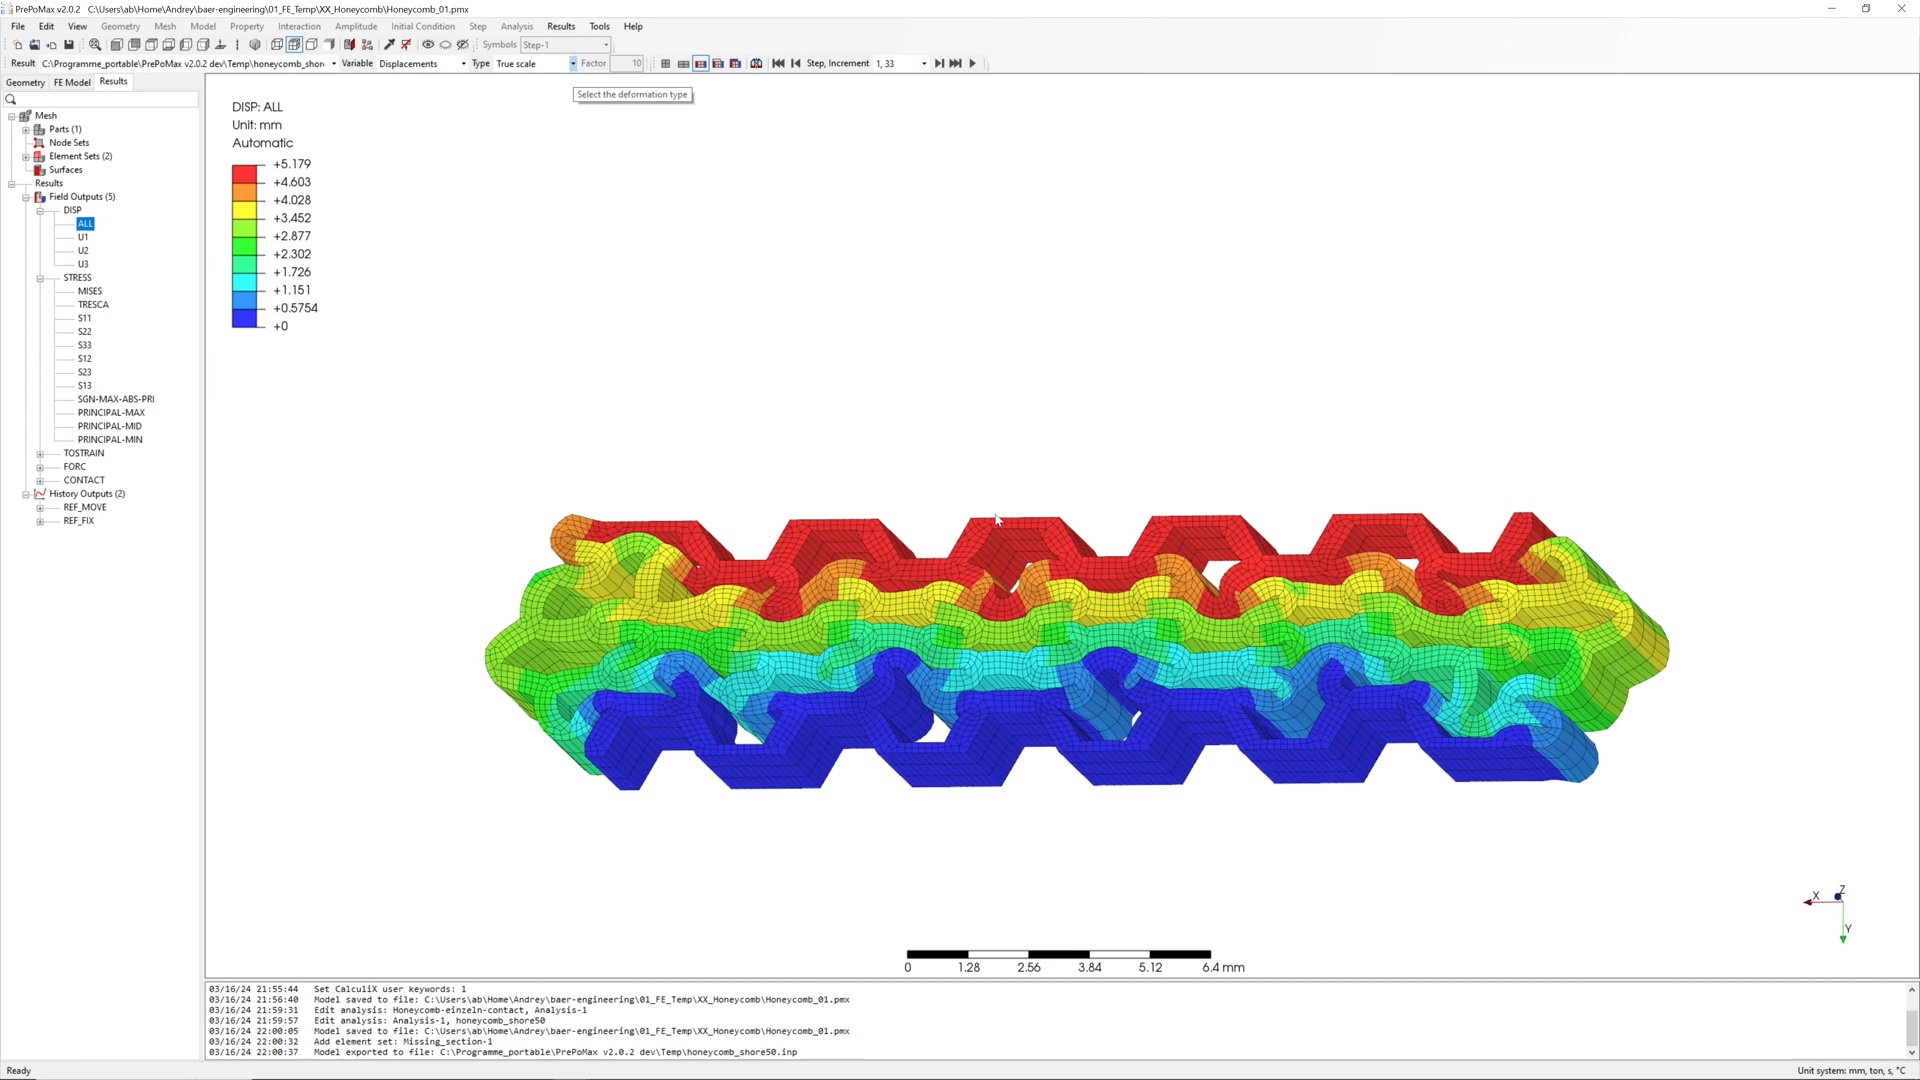 PrePoMax v2.0.2   C:\Users\ab\Home\Andrey\baer-engineering\01_FE_Temp\XX_Honeycomb\Honeycomb_01.pmx
File Edit View Geometry Mesh Model Property Interaction Amplitude Initial Condition Step Analysis Results Tools Help
Symbols Step-1
Result C:\Programme_portable\PrePoMax v2.0.2 dev\Temp\honeycomb_shore Variable Displacements Type True scale Factor 10 Step, Increment 1, 33
Geometry FE Model Results
Select the deformation type
Mesh
Parts (1)
Node Sets
Element Sets (2)
Surfaces
Results
Field Outputs (5)
DISP
ALL
U1
U2
U3
STRESS
MISES
TRESCA
S11
S22
S33
S12
S23
S13
SGN-MAX-ABS-PRI
PRINCIPAL-MAX
PRINCIPAL-MID
PRINCIPAL-MIN
TOSTRAIN
FORC
CONTACT
History Outputs (2)
REF_MOVE
REF_FIX
DISP: ALL
Unit: mm
Automatic
+5.179
+4.603
+4.028
+3.452
+2.877
+2.302
+1.726
+1.151
+0.5754
+0
X
Z
Y
0 1.28 2.56 3.84 5.12 6.4 mm
03/16/24 21:55:44 Set CalculiX user keywords: 1
03/16/24 21:56:40 Model saved to file: C:\Users\ab\Home\Andrey\baer-engineering\01_FE_Temp\XX_Honeycomb\Honeycomb_01.pmx
03/16/24 21:59:31 Edit analysis: Honeycomb-einzeln-contact, Analysis-1
03/16/24 21:59:57 Edit analysis: Analysis-1, honeycomb_shore50
03/16/24 22:00:05 Model saved to file: C:\Users\ab\Home\Andrey\baer-engineering\01_FE_Temp\XX_Honeycomb\Honeycomb_01.pmx
03/16/24 22:00:32 Add element set: Missing_section-1
03/16/24 22:00:37 Model exported to file: C:\Programme_portable\PrePoMax v2.0.2 dev\Temp\honeycomb_shore50.inp
Ready
Unit system: mm, ton, s, °C